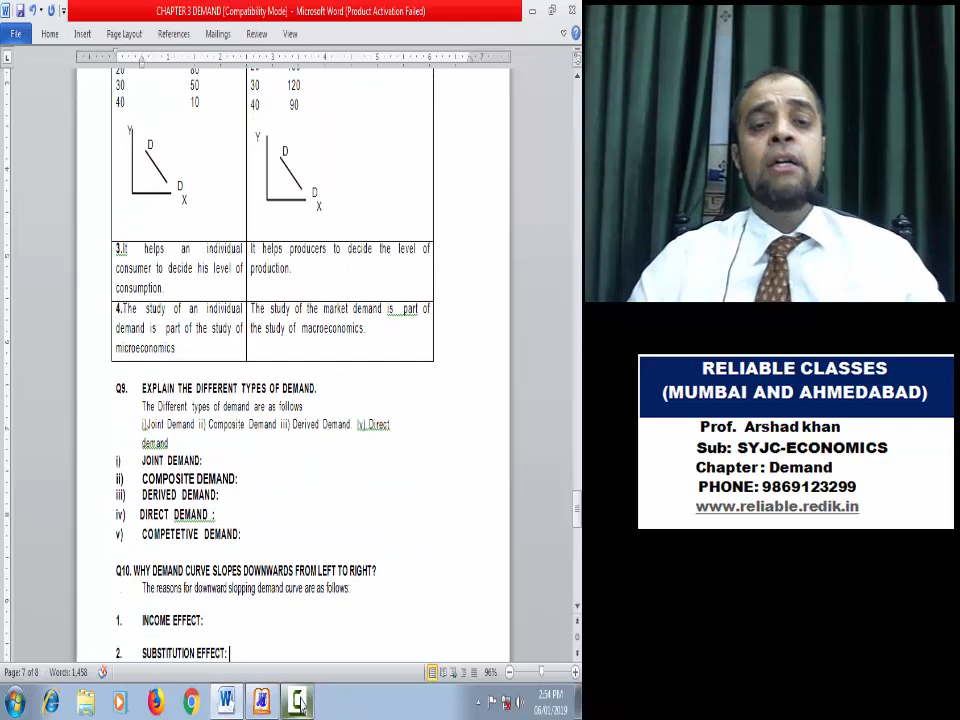 CHAPTER 3 DEMAND [Compatibility Mode] - Microsoft Word (Product Activation Failed)
File Home Insert Page Layout References Mailings Review View
20 80
30 50 30 120
40 10 40 90
Y Y
D D
D D
X X
3.It helps an individual consumer to decide his level of consumption.
It helps producers to decide the level of production.
4.The study of an individual demand is part of the study of microeconomics
The study of the market demand is part of the study of macroeconomics.
Q9. EXPLAIN THE DIFFERENT TYPES OF DEMAND.
The Different types of demand are as follows
i)Joint Demand ii) Composite Demand iii) Derived Demand. (v) Direct
demand
i) JOINT DEMAND:
ii) COMPOSITE DEMAND:
iii) DERIVED DEMAND:
iv) DIRECT DEMAND :
v) COMPETETIVE DEMAND:
Q10. WHY DEMAND CURVE SLOPES DOWNWARDS FROM LEFT TO RIGHT?
The reasons for downward slopping demand curve are as follows:
1. INCOME EFFECT:
2. SUBSTITUTION EFFECT:
Page: 7 of 8 Words: 1,458 96%
2:54 PM
06/01/2019
RELIABLE CLASSES
(MUMBAI AND AHMEDABAD)
Prof. Arshad khan
Sub: SYJC-ECONOMICS
Chapter : Demand
PHONE: 9869123299
www.reliable.redik.in